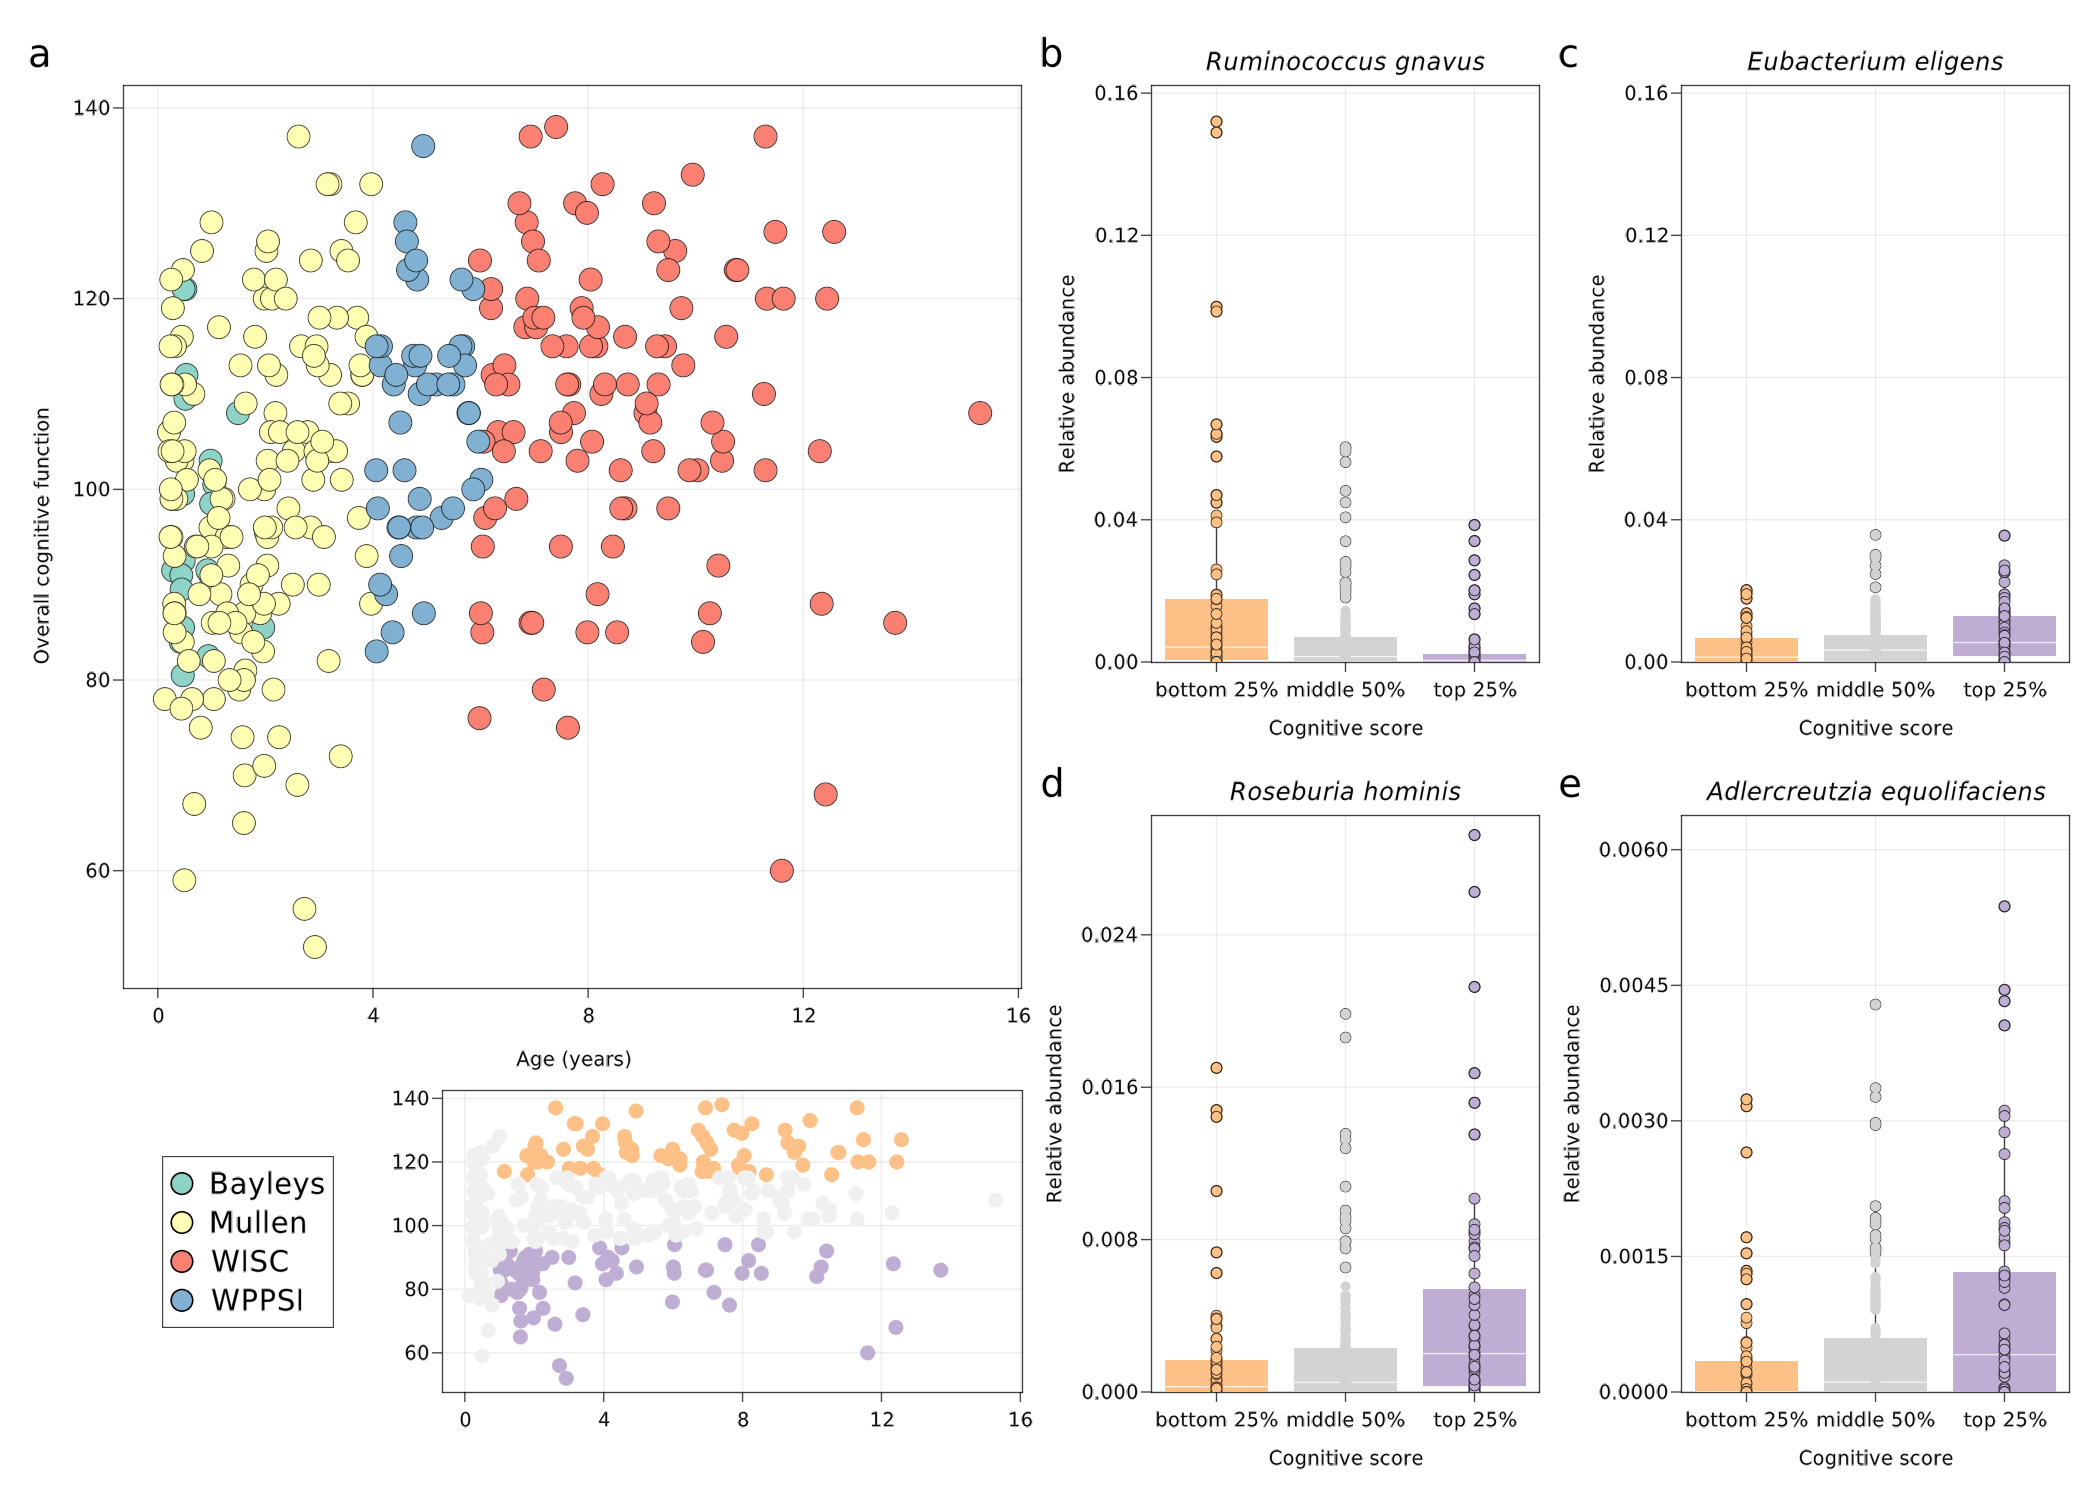 a
140
120
100
80
60
Overall cognitive function
0 4 8 12 16
Age (years)
140
120
100
80
60
0 4 8 12 16
Bayleys
Mullen
WISC
WPPSI
b
Ruminococcus gnavus
0.16
0.12
0.08
0.04
0.00
Relative abundance
bottom 25% middle 50% top 25%
Cognitive score
c
Eubacterium eligens
0.16
0.12
0.08
0.04
0.00
Relative abundance
bottom 25% middle 50% top 25%
Cognitive score
d
Roseburia hominis
0.024
0.016
0.008
0.000
Relative abundance
bottom 25% middle 50% top 25%
Cognitive score
e
Adlercreutzia equolifaciens
0.0060
0.0045
0.0030
0.0015
0.0000
Relative abundance
bottom 25% middle 50% top 25%
Cognitive score